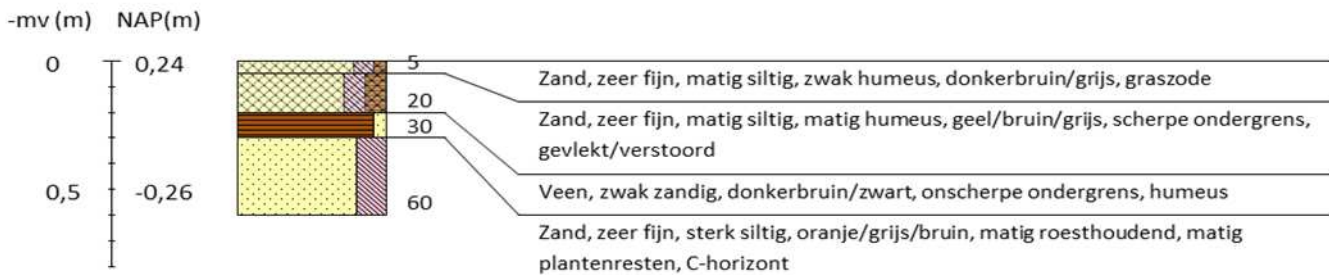 -mv (m) NAP(m)
0 0,24 5
Zand, zeer fijn, matig siltig, zwak humeus, donkerbruin/grijs, graszode
20
Zand, zeer fijn, matig siltig, matig humeus, geel/bruin/grijs, scherpe ondergrens,
30
gevlekt/verstoord
0,5 -0,26
Veen, zwak zandig, donkerbruin/zwart, onscherpe ondergrens, humeus
60
Zand, zeer fijn, sterk siltig, oranje/grijs/bruin, matig roesthoudend, matig
plantenresten, C-horizont